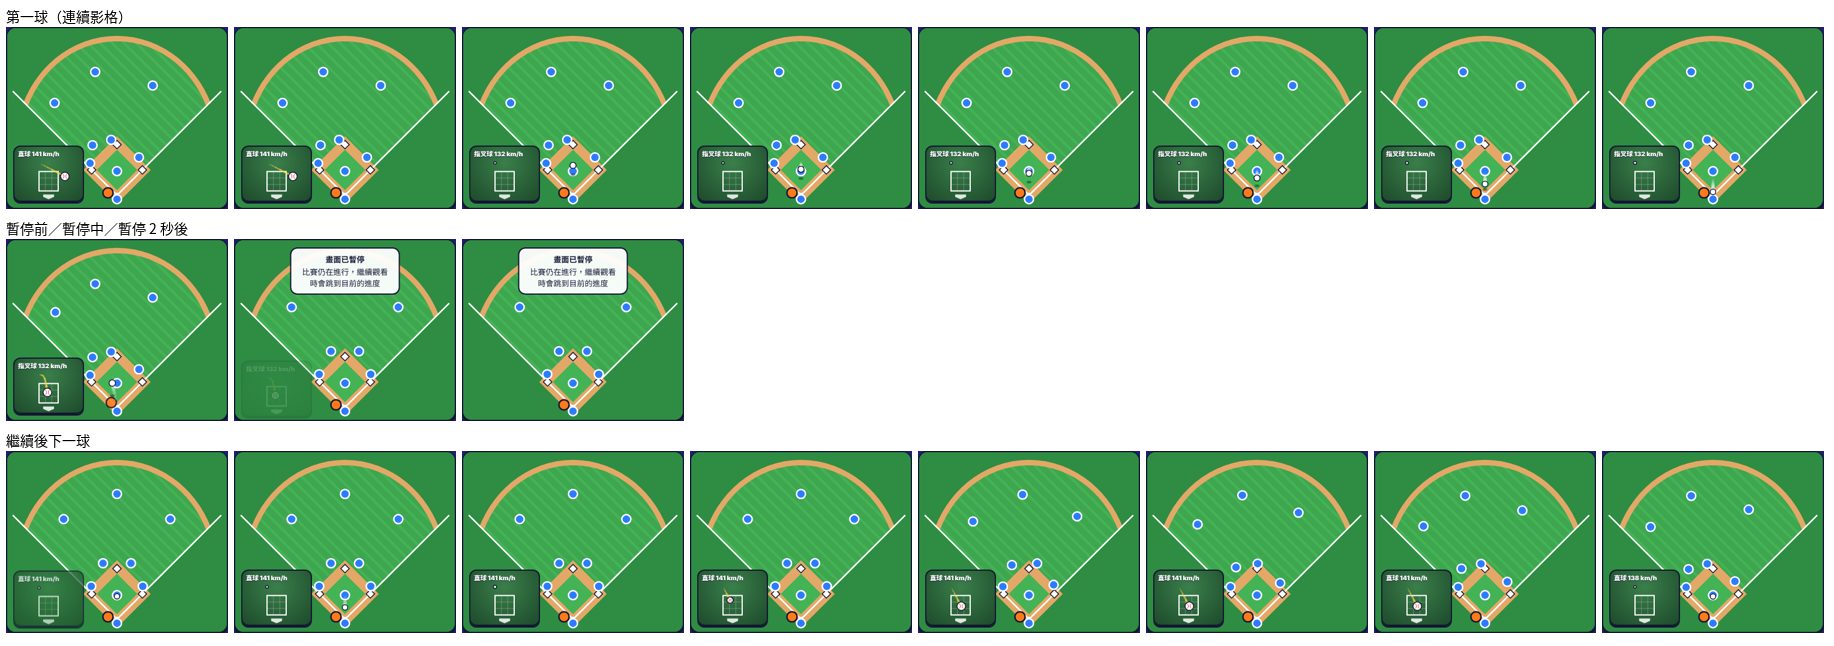 第一球（連續影格）
直球 141 km/h
直球 141 km/h
指叉球 132 km/h
指叉球 132 km/h
指叉球 132 km/h
指叉球 132 km/h
指叉球 132 km/h
指叉球 132 km/h
暫停前／暫停中／暫停 2 秒後
畫面已暫停
比賽仍在進行，繼續觀看
時會跳到目前的進度
畫面已暫停
比賽仍在進行，繼續觀看
時會跳到目前的進度
指叉球 132 km/h
指叉球 132 km/h
繼續後下一球
直球 141 km/h
直球 141 km/h
直球 141 km/h
直球 141 km/h
直球 141 km/h
直球 141 km/h
直球 141 km/h
直球 138 km/h